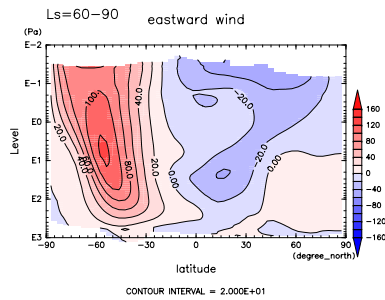 Ls=60-90
eastward wind
(Pa)
E-2
E-1
E0
E1
E2
E3
Level
-90
-60
-30
0
30
60
90
(degree_north)
latitude
20.0
100.
40.0
80.0
20.0
0.00
-20.0
-20.0
0.00
160
120
80
40
0
-40
-80
-120
-160
CONTOUR INTERVAL = 2.000E+01